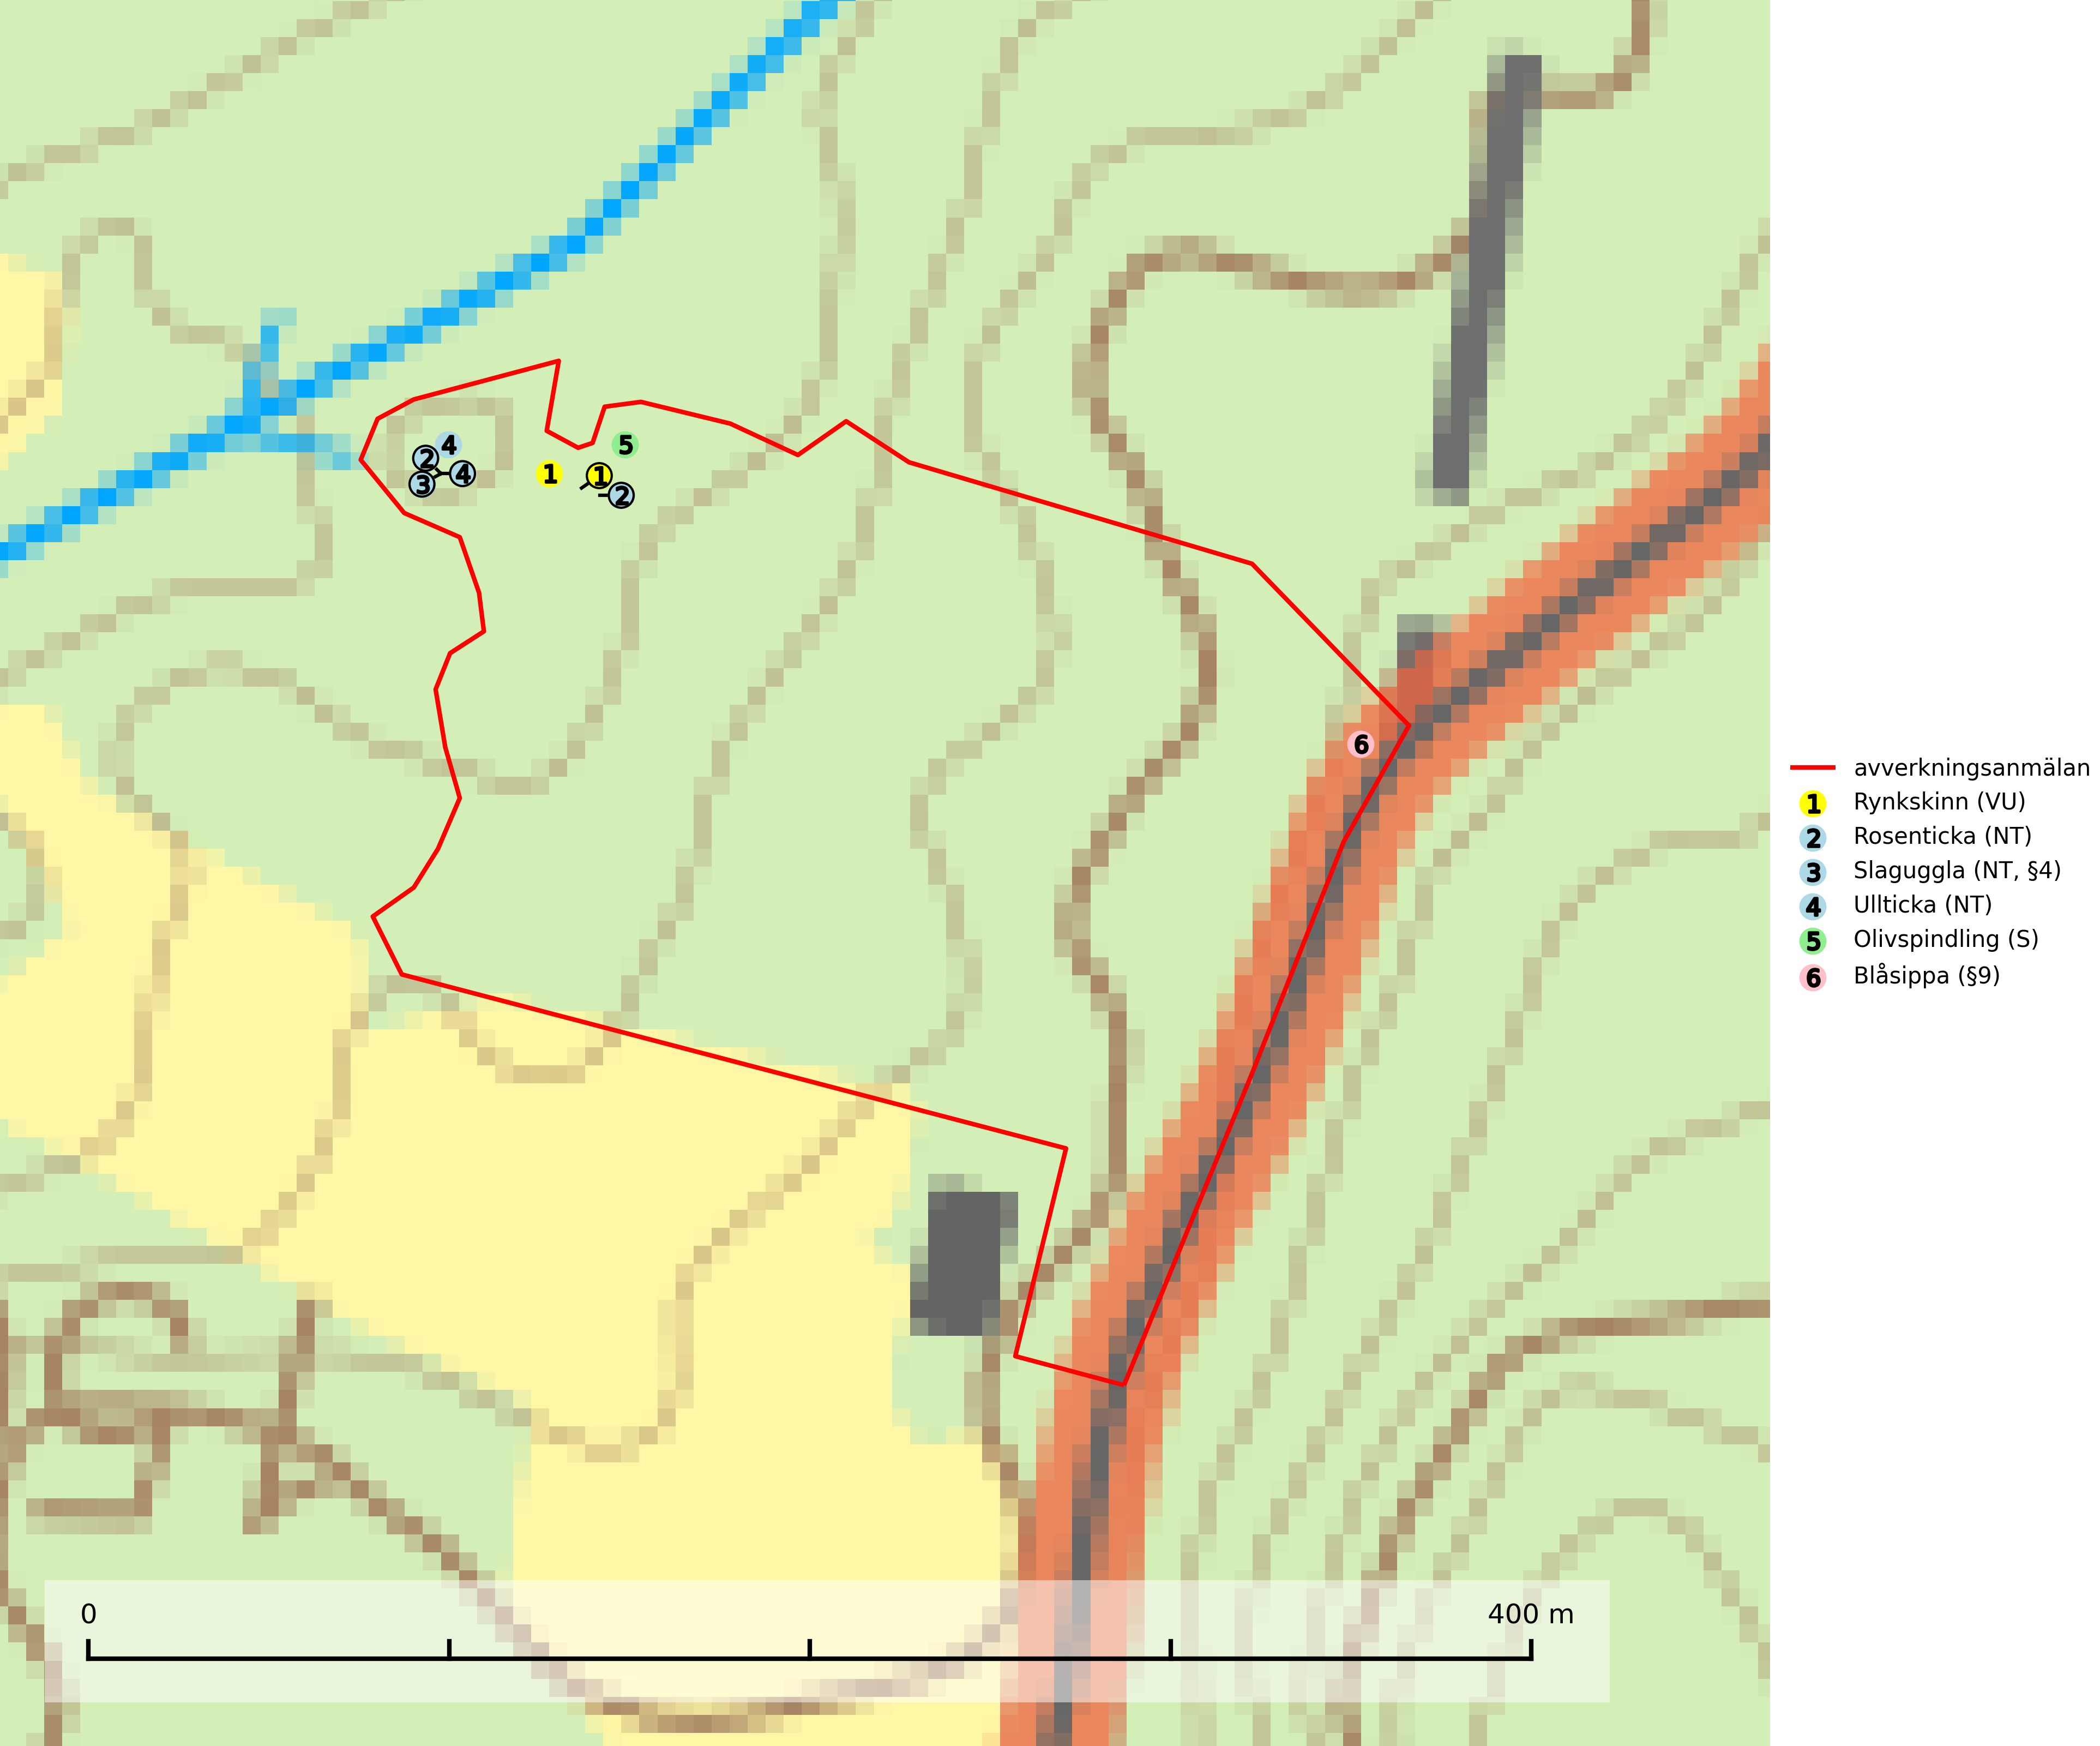 4
5
2
1
1
4
3
2
6
avverkningsanmälan
1 Rynkskinn (VU)
2 Rosenticka (NT)
3 Slaguggla (NT, §4)
4 Ullticka (NT)
5 Olivspindling (S)
6 Blåsippa (§9)
0 400 m